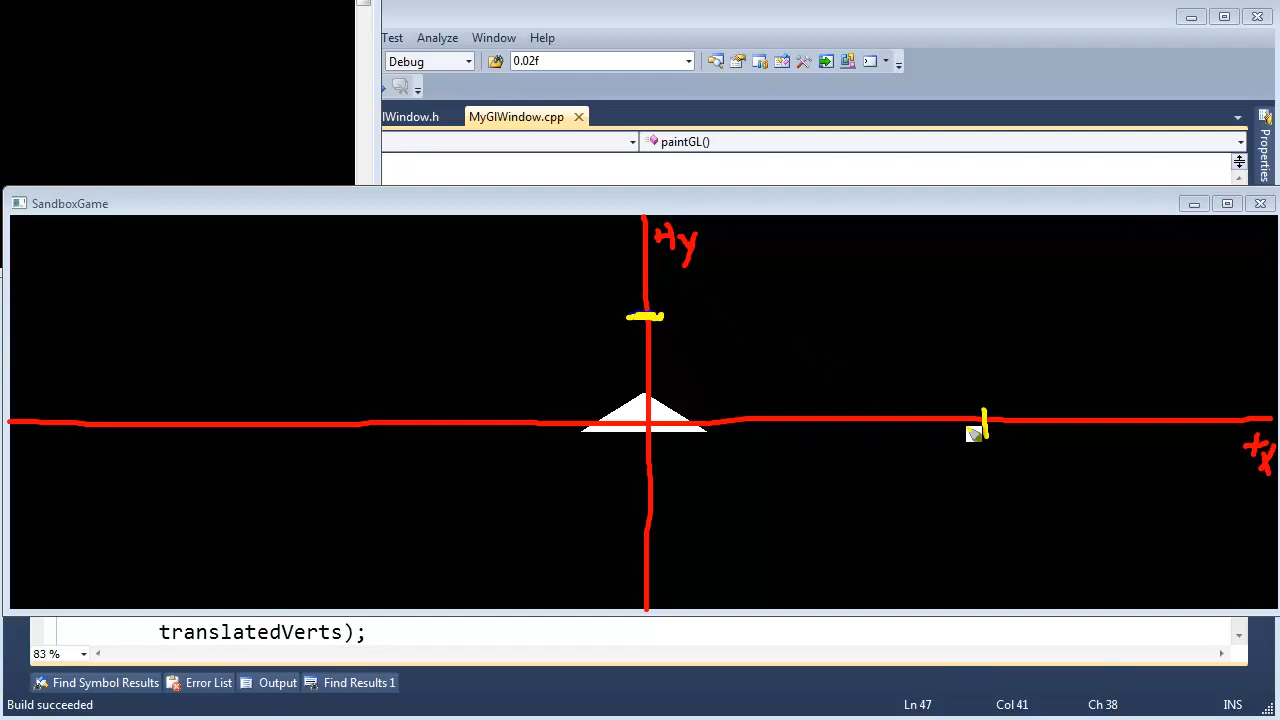 Test Analyze Window Help
Debug 0.02f
lWindow.h MyGlWindow.cpp
paintGL()
Properties
SandboxGame
+y
+x
translatedVerts);
83 %
Find Symbol Results Error List Output Find Results 1
Build succeeded Ln 47 Col 41 Ch 38 INS